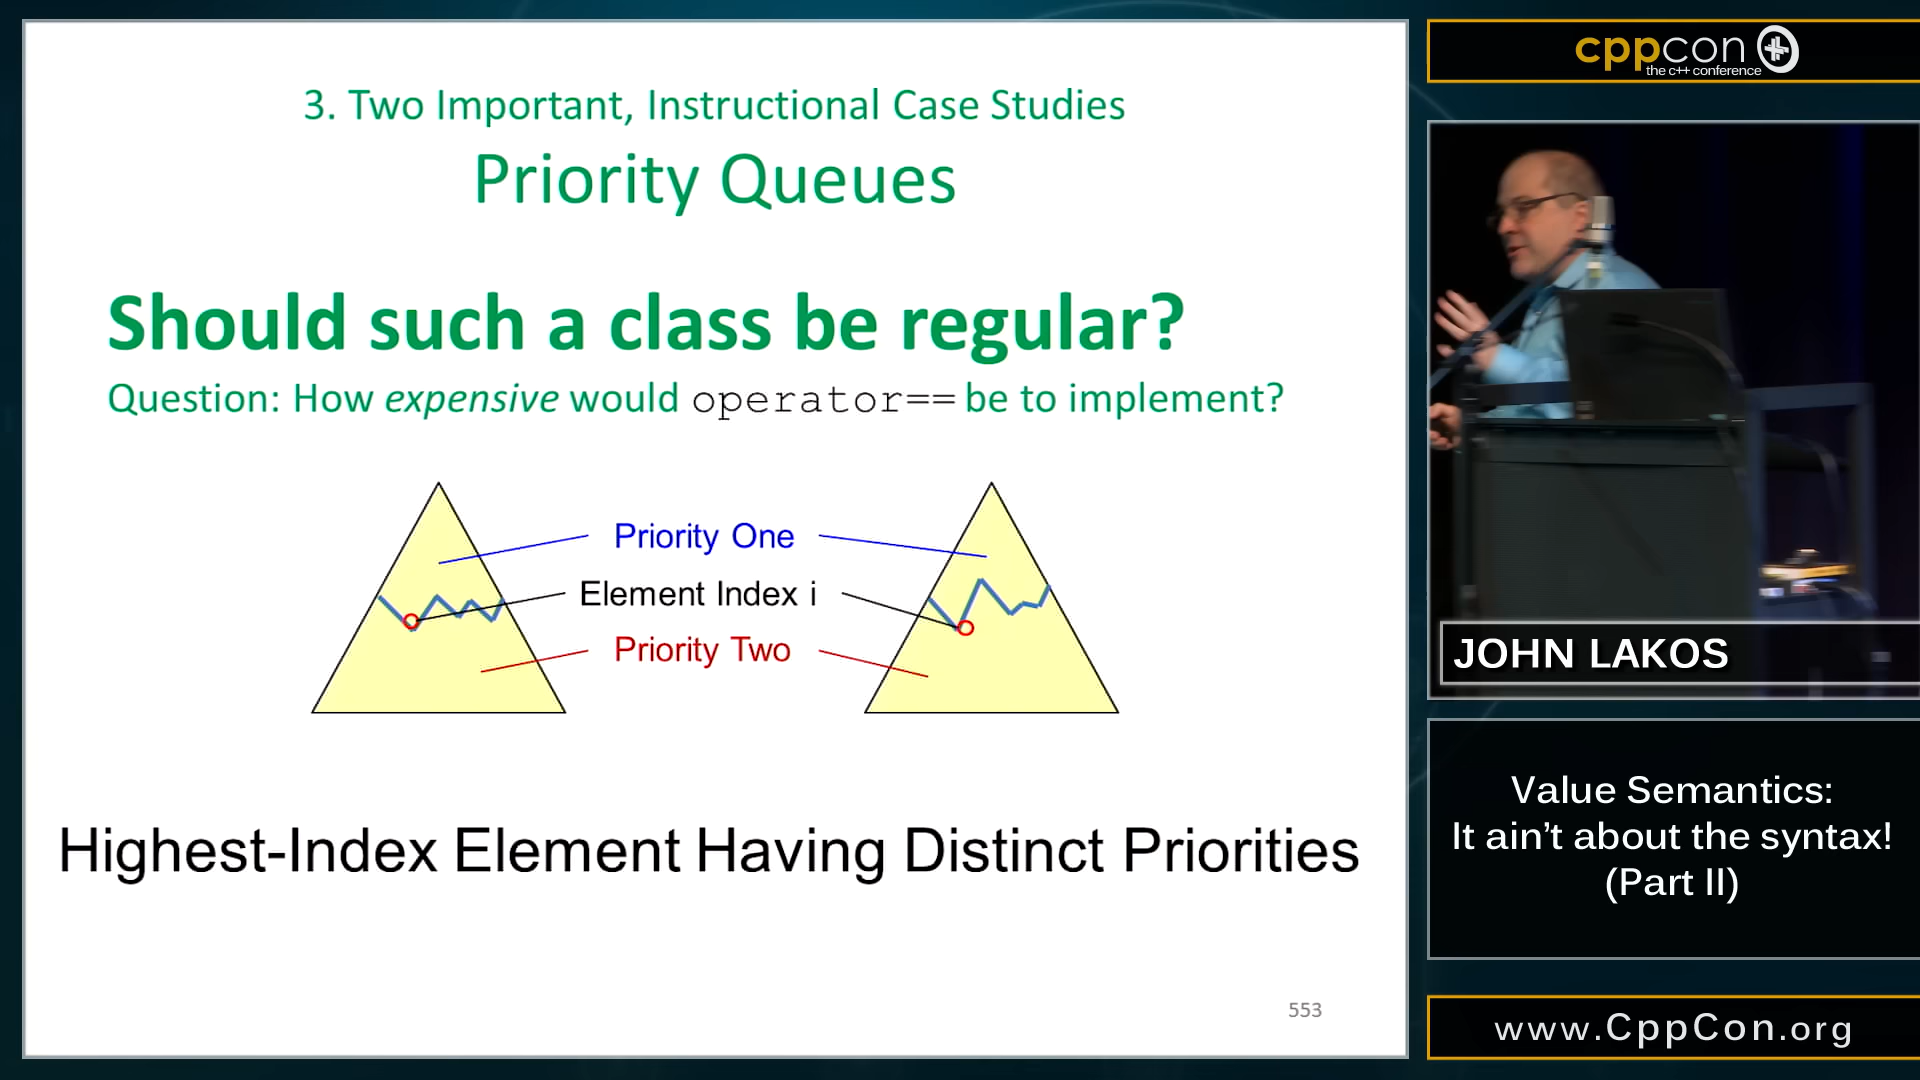 3. Two Important, Instructional Case Studies
Priority Queues
Should such a class be regular?
Question: How expensive would operator== be to implement?
Priority One
Element Index i
Priority Two
Highest-Index Element Having Distinct Priorities
553
cppcon
the c++ conference
JOHN LAKOS
Value Semantics:
It ain't about the syntax!
(Part II)
www.CppCon.org